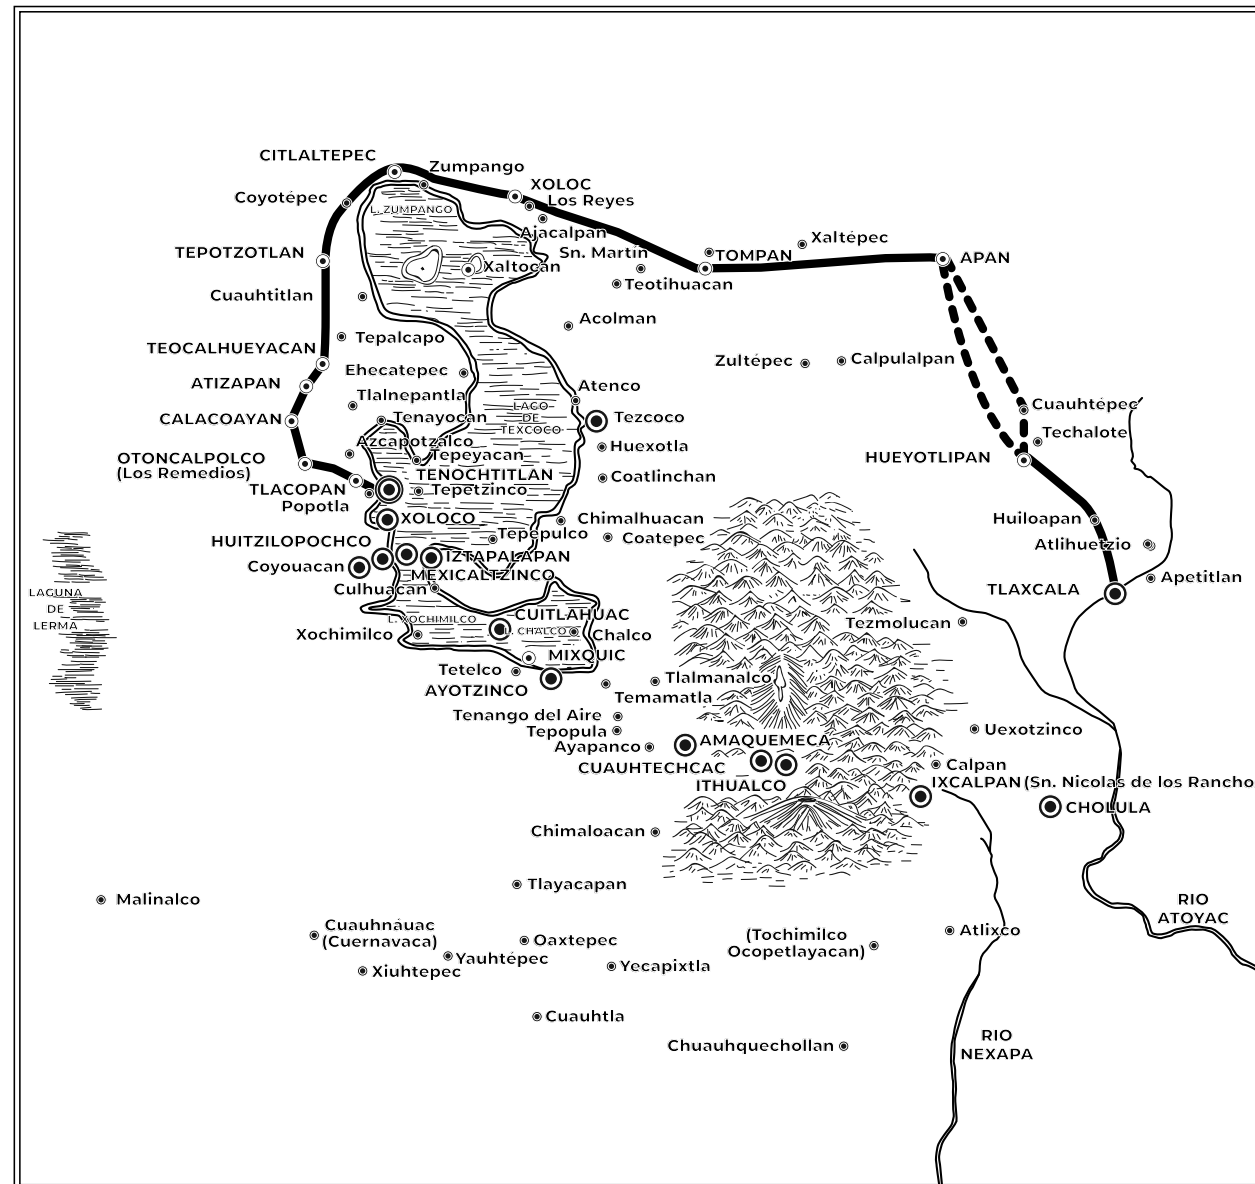 CITLALTEPEC
Zumpango
Coyotépec
XOLOC
Los Reyes
L. ZUMPANGO
Ajacalpan
TEPOTZOTLAN
Xaltocan
Sn. Martín
TOMPAN
Xaltépec
APAN
Teotihuacan
Cuauhtitlan
Acolman
Tepalcapo
TEOCALHUEYACAN
Zultépec
Calpulalpan
Ehecatepec
ATIZAPAN
Atenco
Tlalnepantla
LAGO
DE
TEXCOCO
Cuauhtépec
CALACOAYAN
Tenayocan
Tezcoco
Techalote
Azcapotzalco
Huexotla
Tepeyacan
OTONCALPOLCO
(Los Remedios)
HUEYOTLIPAN
TENOCHTITLAN
Coatlinchan
TLACOPAN
Tepetzinco
Popotla
XOLOCO
Chimalhuacan
Huiloapan
Tepepulco
Coatepec
HUITZILOPOCHCO
Atlihuetzio
IZTAPALAPAN
Coyouacan
MEXICALTZINCO
Apetitlan
Culhuacan
TLAXCALA
LAGUNA
DE
LERMA
CUITLAHUAC
L. XOCHIMILCO
L. CHALCO
Tezmolucan
Xochimilco
Chalco
MIXQUIC
Tetelco
Tlalmanalco
AYOTZINCO
Temamatla
Tenango del Aire
Tepopula
Uexotzinco
Ayapanco
AMAQUEMECA
CUAUHTECHCAC
Calpan
ITHUALCO
IXCALPAN (Sn. Nicolas de los Rancho
CHOLULA
Chimaloacan
Tlayacapan
Malinalco
RIO
ATOYAC
Cuauhnáuac
(Cuernavaca)
Oaxtepec
(Tochimilco
Ocopetlayacan)
Atlixco
Yauhtépec
Xiuhtepec
Yecapixtla
Cuauhtla
RIO
NEXAPA
Chuauhquechollan